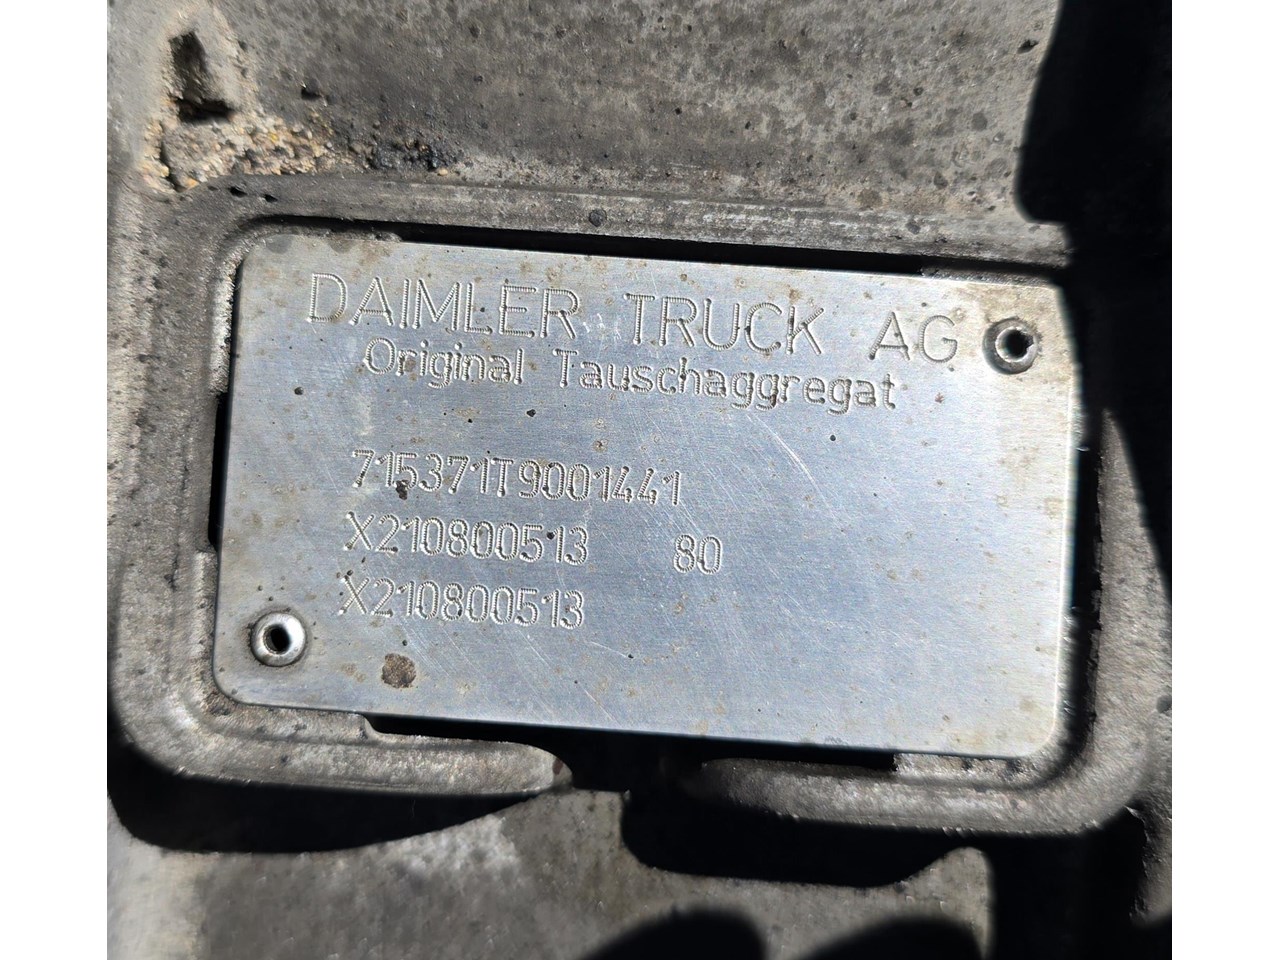 DAIMLER TRUCK AG
Original Tauschaggregat
715371T9001441
X210800513 80
X210800513